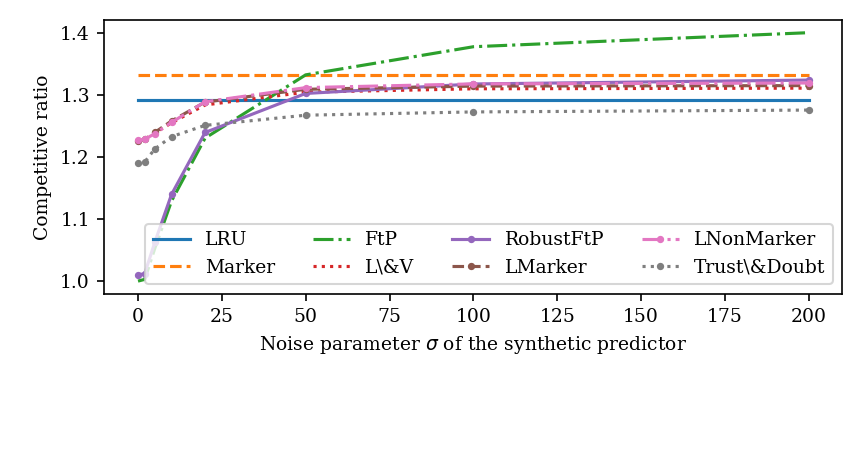 1.4
1.3
1.2
1.1
1.0
Competitive ratio
LRU FtP RobustFtP LNonMarker
Marker L\&V LMarker Trust\&Doubt
0 25 50 75 100 125 150 175 200
Noise parameter σ of the synthetic predictor